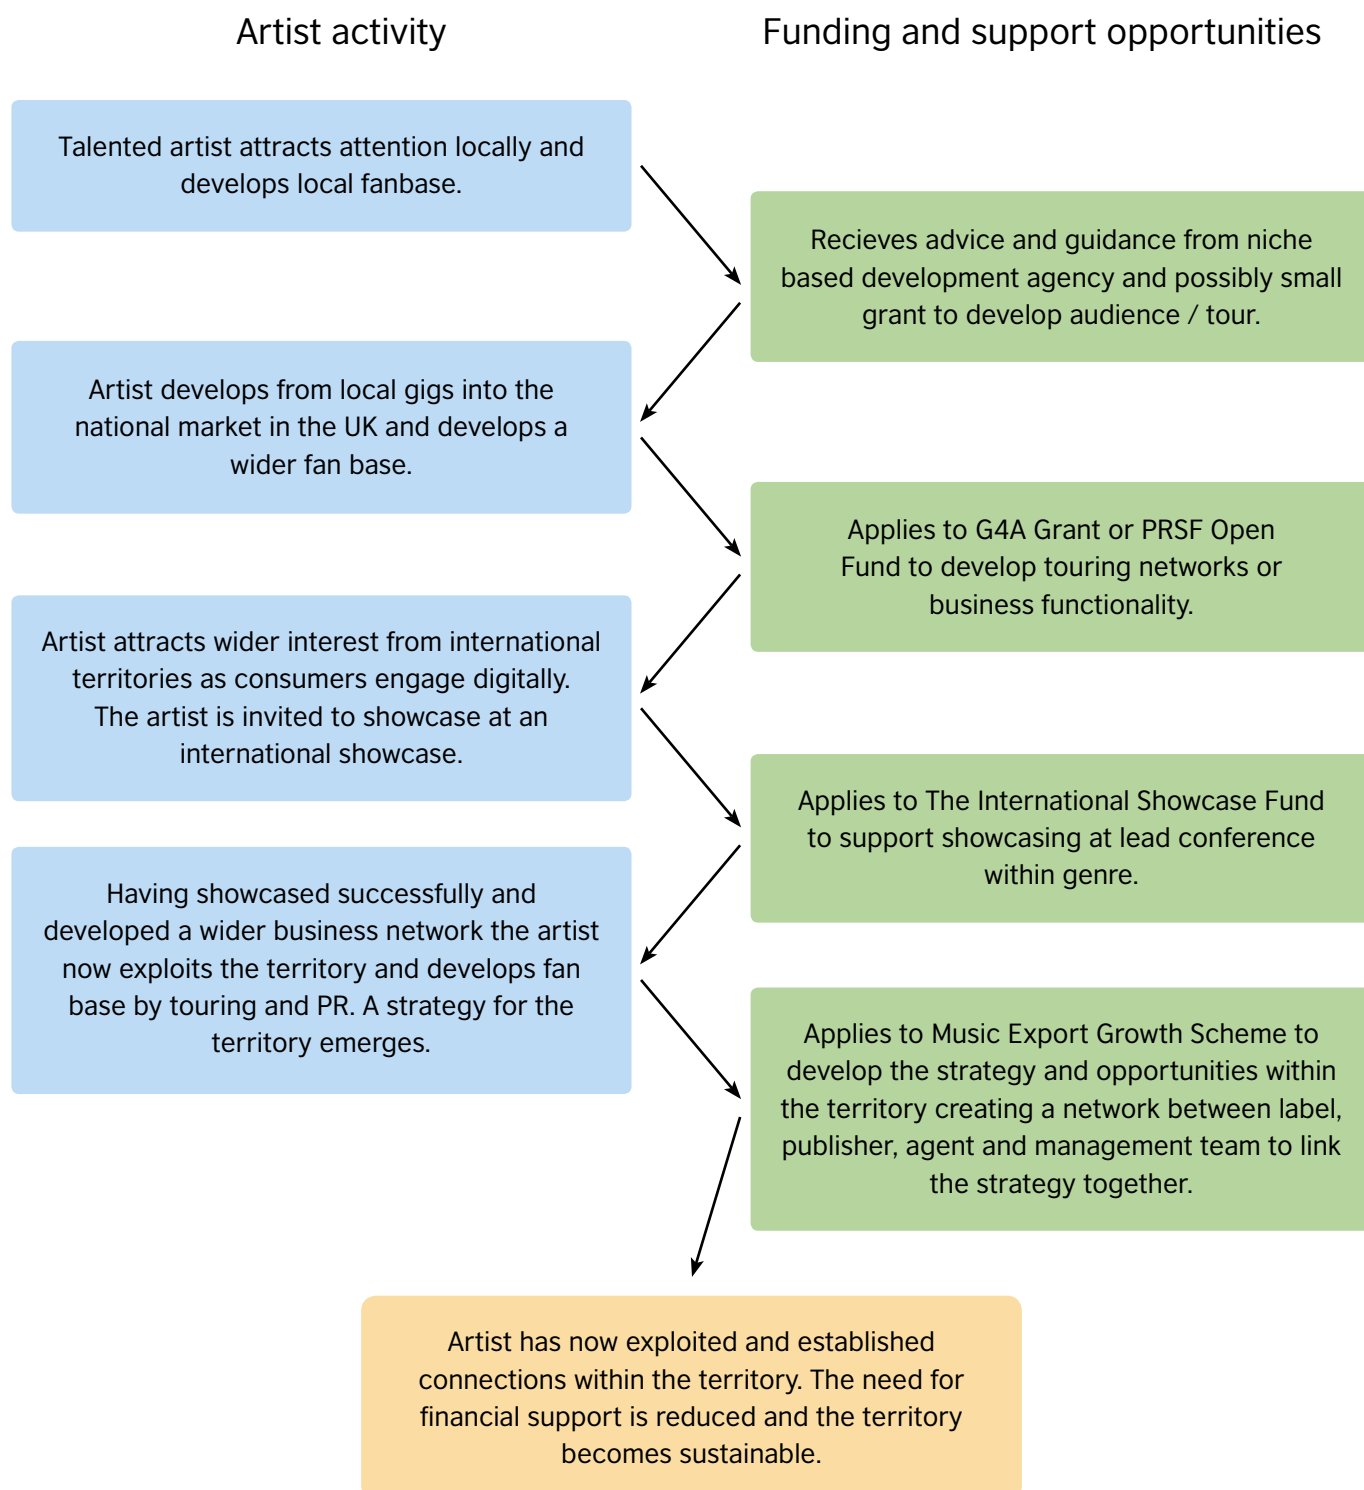 Artist activity
Funding and support opportunities
Talented artist attracts attention locally and
develops local fanbase.
Recieves advice and guidance from niche
based development agency and possibly small
grant to develop audience / tour.
Artist develops from local gigs into the
national market in the UK and develops a
wider fan base.
Applies to G4A Grant or PRSF Open
Fund to develop touring networks or
business functionality.
Artist attracts wider interest from international
territories as consumers engage digitally.
The artist is invited to showcase at an
international showcase.
Applies to The International Showcase Fund
to support showcasing at lead conference
within genre.
Having showcased successfully and
developed a wider business network the artist
now exploits the territory and develops fan
base by touring and PR. A strategy for the
territory emerges.
Applies to Music Export Growth Scheme to
develop the strategy and opportunities within
the territory creating a network between label,
publisher, agent and management team to link
the strategy together.
Artist has now exploited and established
connections within the territory. The need for
financial support is reduced and the territory
becomes sustainable.